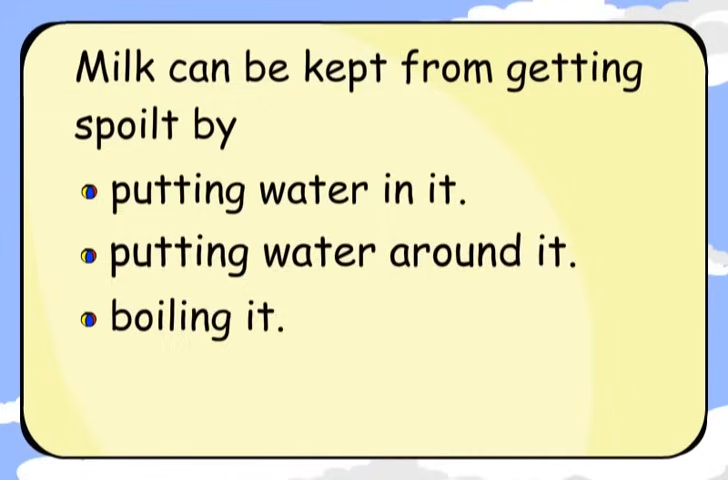 Milk can be kept from getting
spoilt by
putting water in it.
putting water around it.
boiling it.